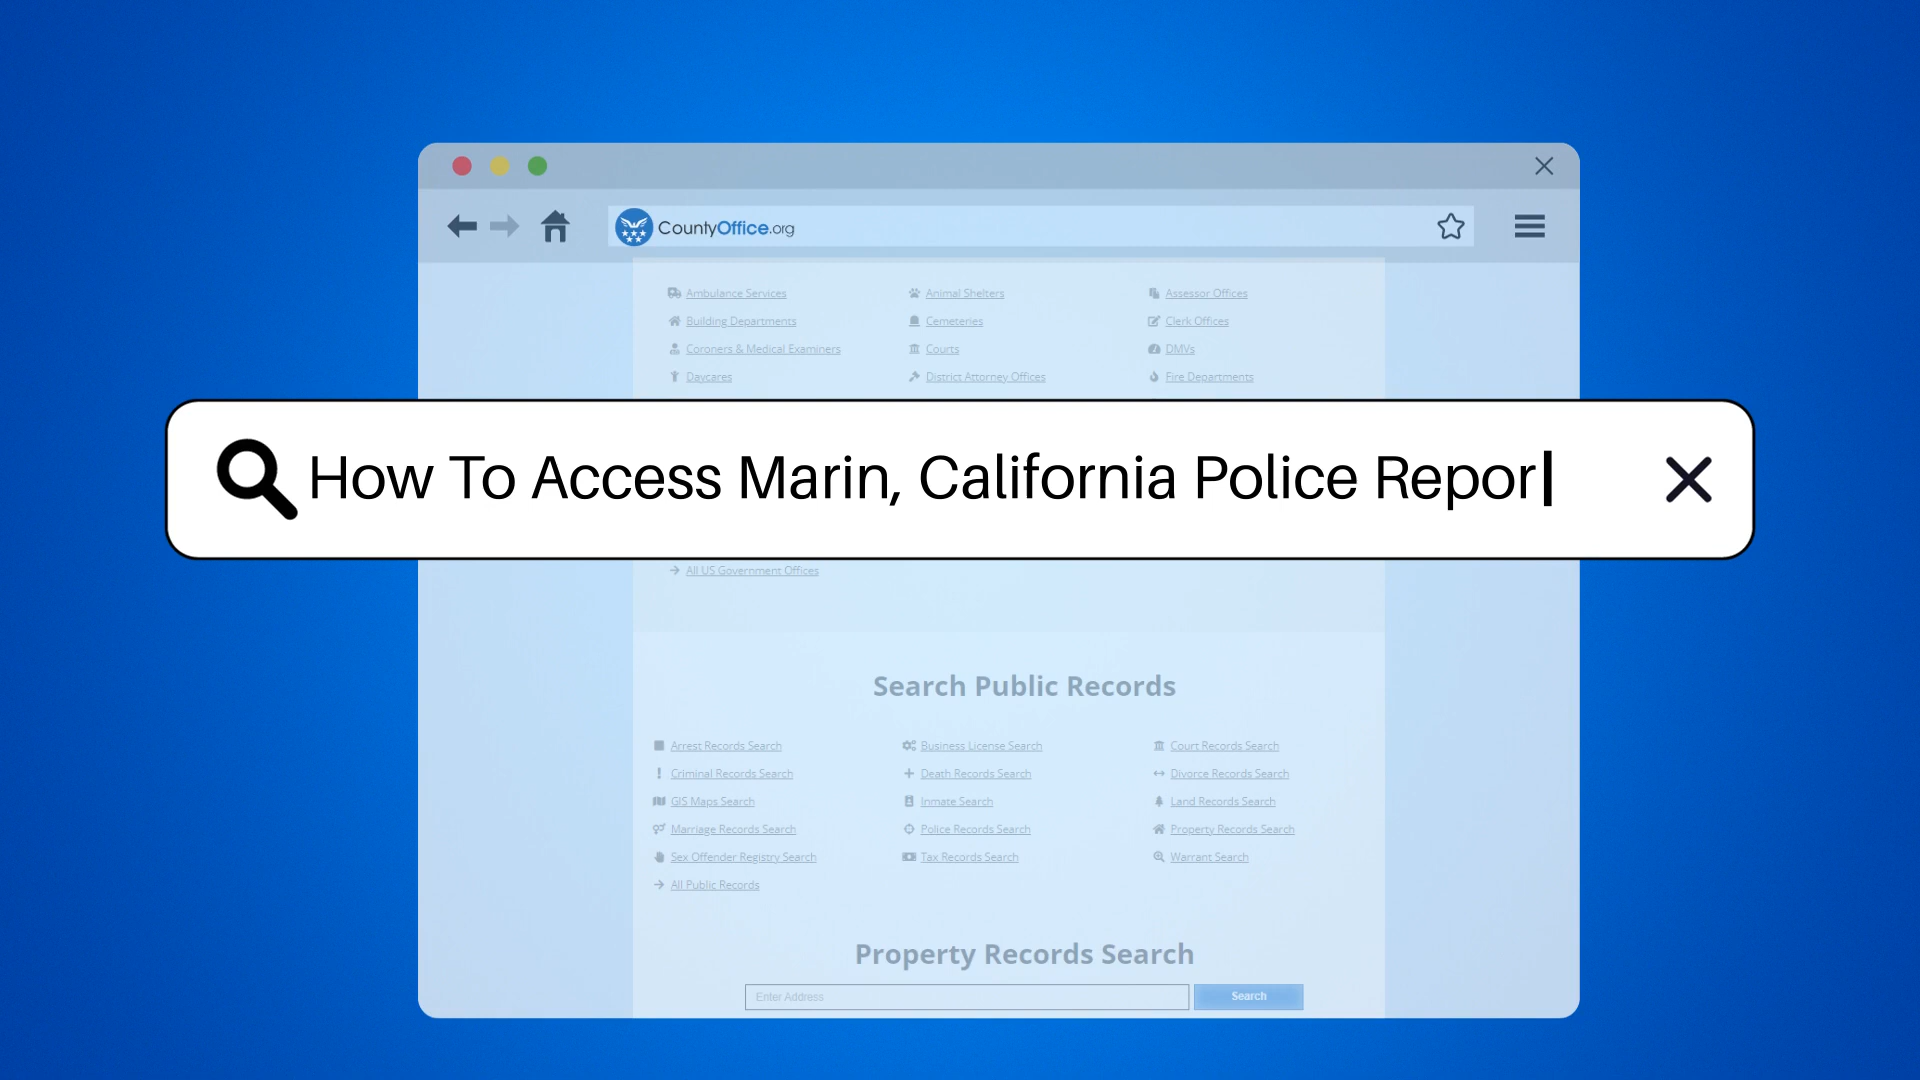 CountyOffice.org
Ambulance Services Animal Shelters Assessor Offices
Building Departments Cemeteries Clerk Offices
Coroners & Medical Examiners Courts DMVs
Daycares District Attorney Offices Fire Departments
How To Access Marin, California Police Repor
All US Government Offices
Search Public Records
Arrest Records Search Business License Search Court Records Search
Criminal Records Search Death Records Search Divorce Records Search
GIS Maps Search Inmate Search Land Records Search
Marriage Records Search Police Records Search Property Records Search
Sex Offender Registry Search Tax Records Search Warrant Search
All Public Records
Property Records Search
Enter Address Search